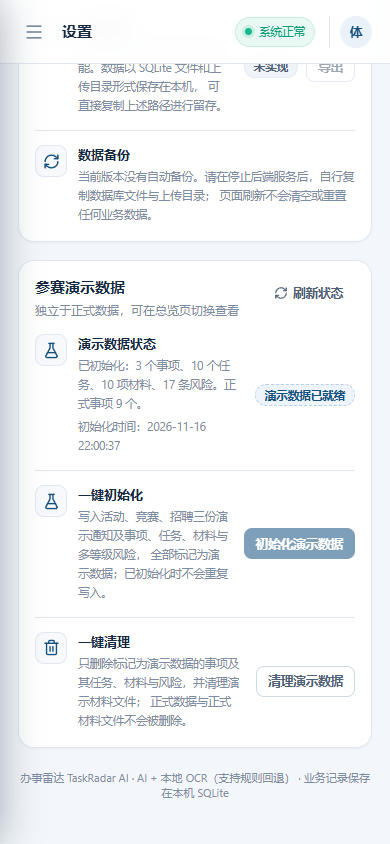 设置
系统正常
体
能。数据以 SQLite 文件和上
传目录形式保存在本机， 可
直接复制上述路径进行留存。
未实现
导出
数据备份
当前版本没有自动备份。请在停止后端服务后，自行复
制数据库文件与上传目录； 页面刷新不会清空或重置
任何业务数据。
参赛演示数据
独立于正式数据，可在总览页切换查看
刷新状态
演示数据状态
已初始化：3 个事项、10 个任
务、10 项材料、17 条风险。正
式事项 9 个。
初始化时间：2026-11-16
22:00:37
演示数据已就绪
一键初始化
写入活动、竞赛、招聘三份演
示通知及事项、任务、材料与
多等级风险， 全部标记为演
示数据；已初始化时不会重复
写入。
初始化演示数据
一键清理
只删除标记为演示数据的事项及
其任务、材料与风险，并清理演
示材料文件； 正式数据与正式
材料文件不会被删除。
清理演示数据
办事雷达 TaskRadar AI · AI + 本地 OCR（支持规则回退） · 业务记录保存
在本机 SQLite